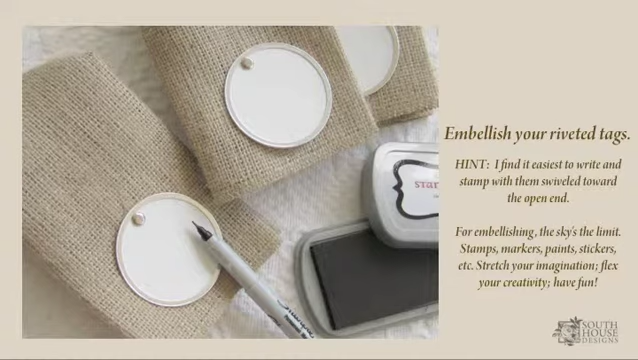 Embellish your riveted tags.
HINT: I find it easiest to write and
stamp with them swiveled toward
the open end.
For embellishing, the sky's the limit.
Stamps, markers, paints, stickers,
etc. Stretch your imagination; flex
your creativity; have fun!
SOUTH
HOUSE
DESIGNS